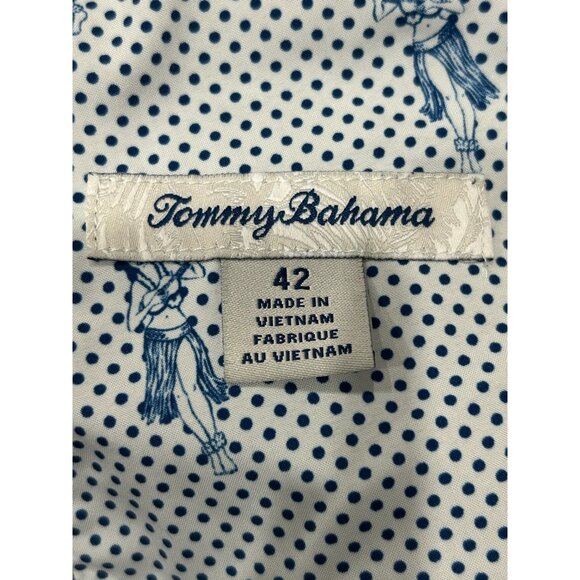 Tommy Bahama
42
MADE IN
VIETNAM
FABRIQUE
AU VIETNAM